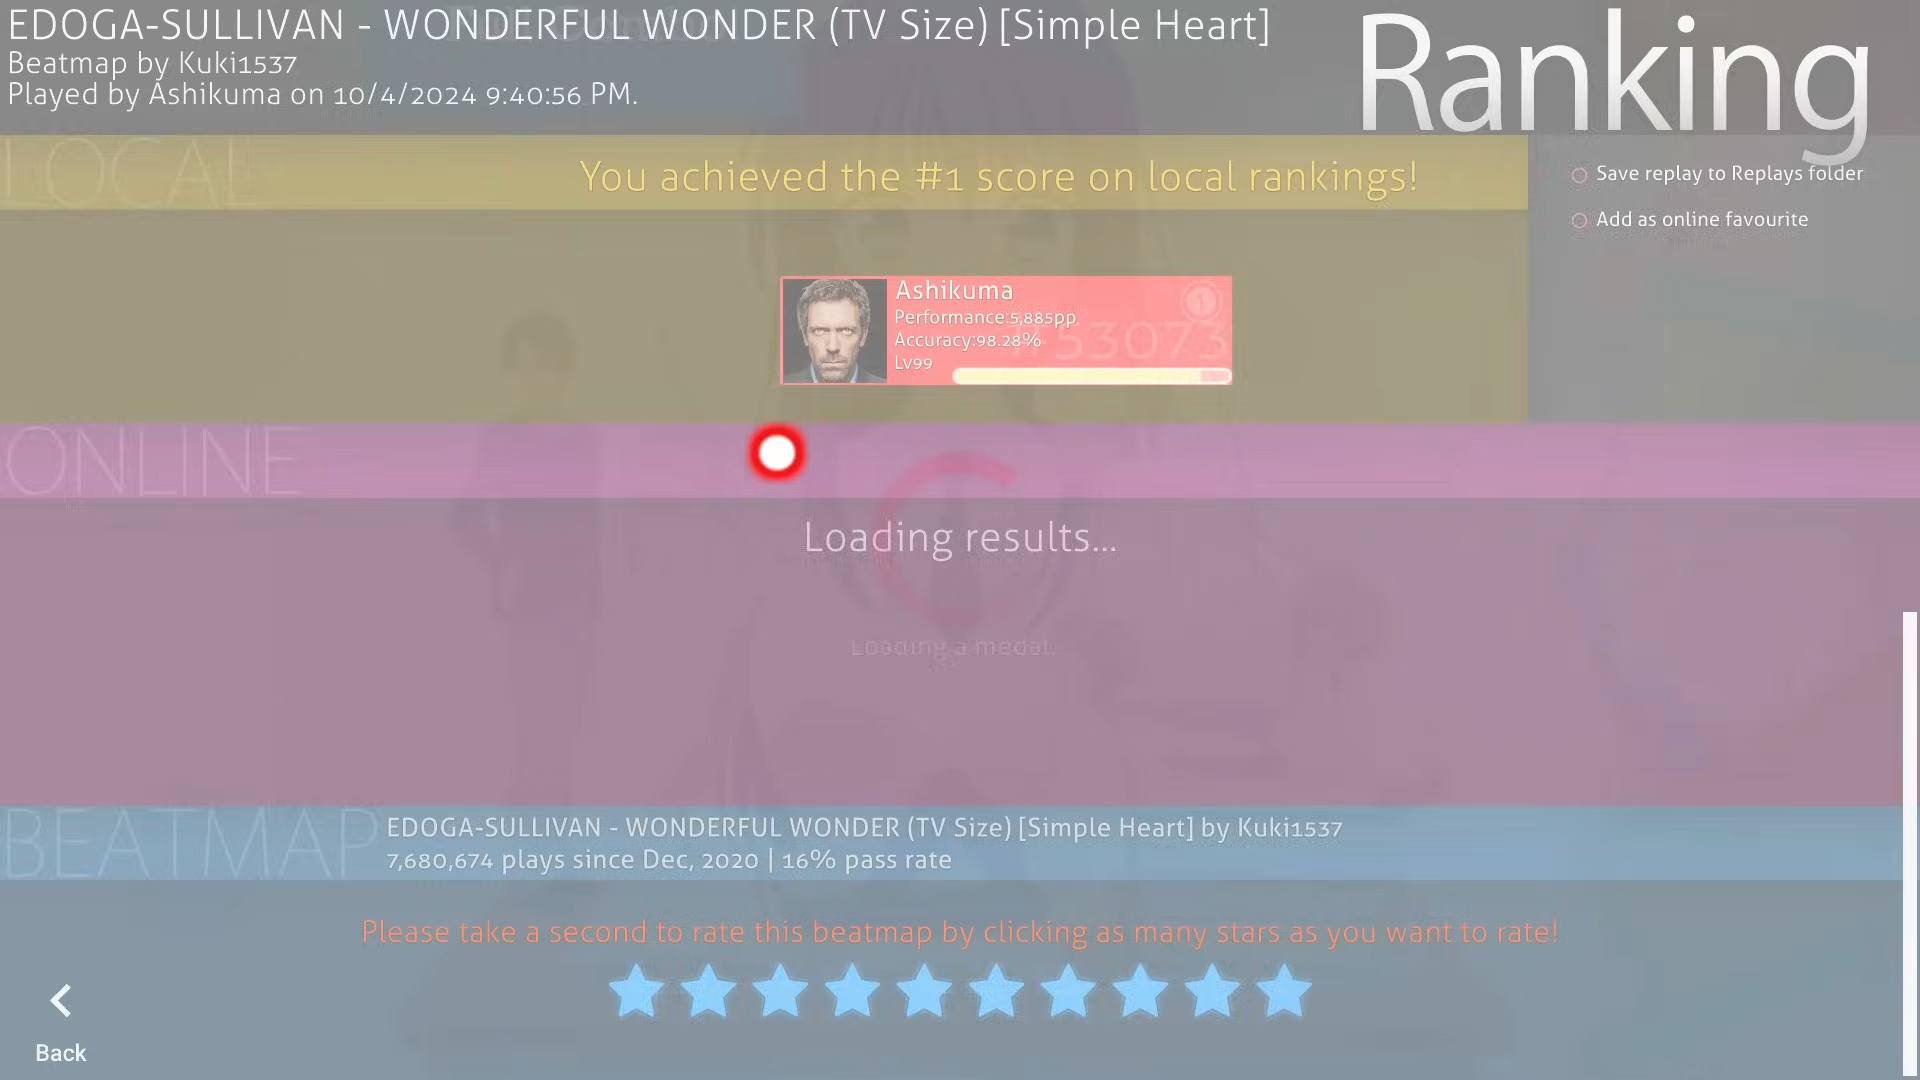 EDOGA-SULLIVAN - WONDERFUL WONDER (TV Size) [Simple Heart]
Beatmap by Kuki1537
Played by Ashikuma on 10/4/2024 9:40:56 PM.
Ranking
LOCAL
You achieved the #1 score on local rankings!
Save replay to Replays folder
Add as online favourite
Ashikuma
1
Performance:5,885pp
#53073
Accuracy:98.28%
Lv99
ONLINE
Loading results...
Loading a medal.
BEATMAP
EDOGA-SULLIVAN - WONDERFUL WONDER (TV Size) [Simple Heart] by Kuki1537
7,680,674 plays since Dec, 2020 | 16% pass rate
Please take a second to rate this beatmap by clicking as many stars as you want to rate!
Back